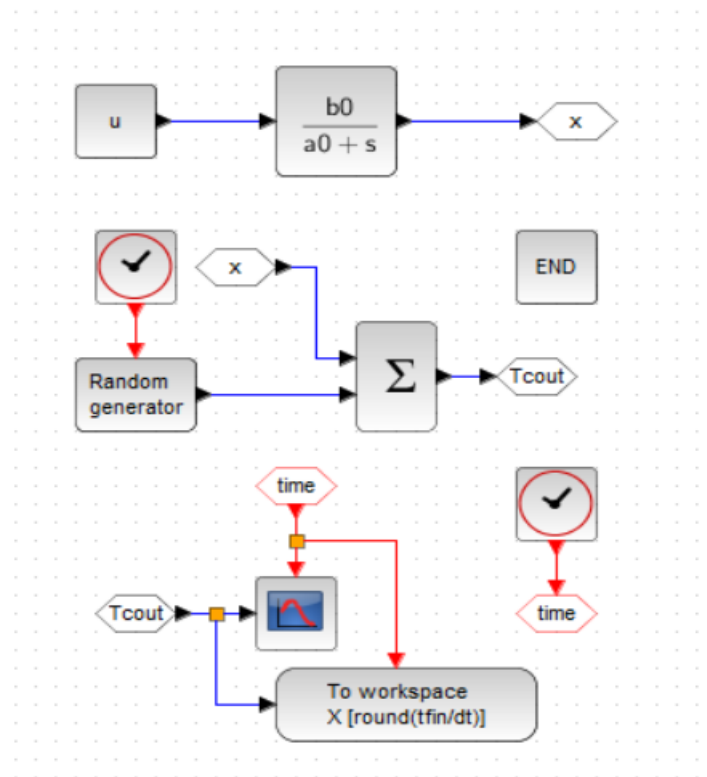 u
b0
a0 + s
x
x
END
Random
generator
Σ
Tcout
time
Tcout
time
To workspace
X [round(tfin/dt)]